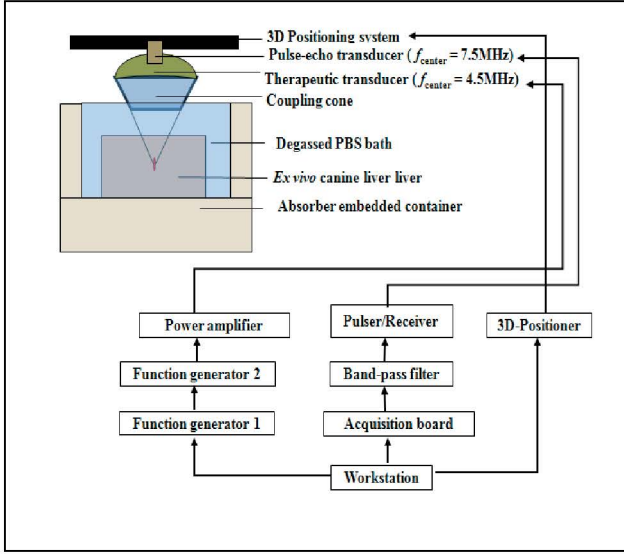 3D Positioning system
Pulse-echo transducer ( f_center = 7.5MHz)
Therapeutic transducer ( f_center = 4.5MHz)
Coupling cone
Degassed PBS bath
Ex vivo canine liver liver
Absorber embedded container
Power amplifier
Pulser/Receiver
3D-Positioner
Function generator 2
Band-pass filter
Function generator 1
Acquisition board
Workstation